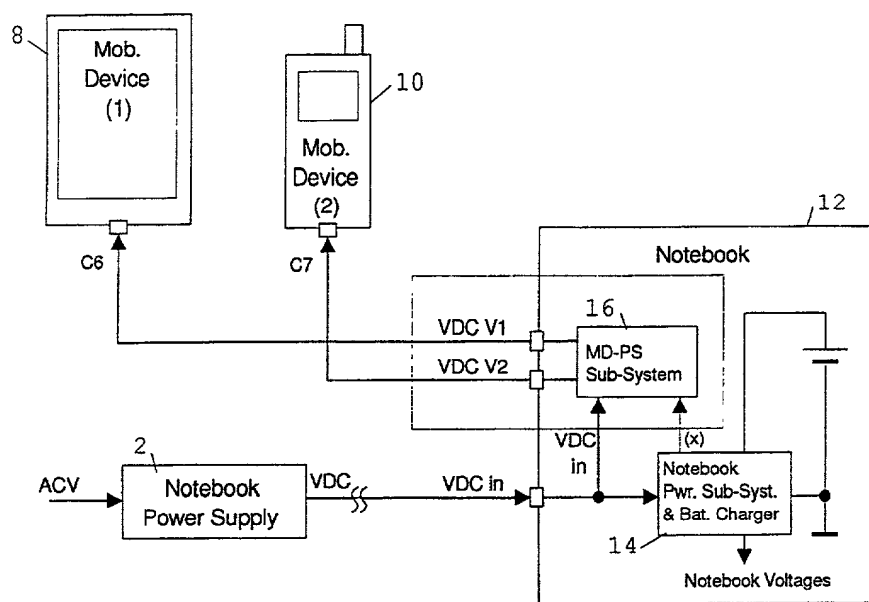 8
Mob.
Device
(1)
10
Mob.
Device
(2)
12
C6
C7
Notebook
16
VDC V1
MD-PS
Sub-System
VDC V2
VDC
in
(x)
2
ACV
Notebook
Power Supply
VDC
VDC in
Notebook
Pwr. Sub-Syst.
& Bat. Charger
14
Notebook Voltages